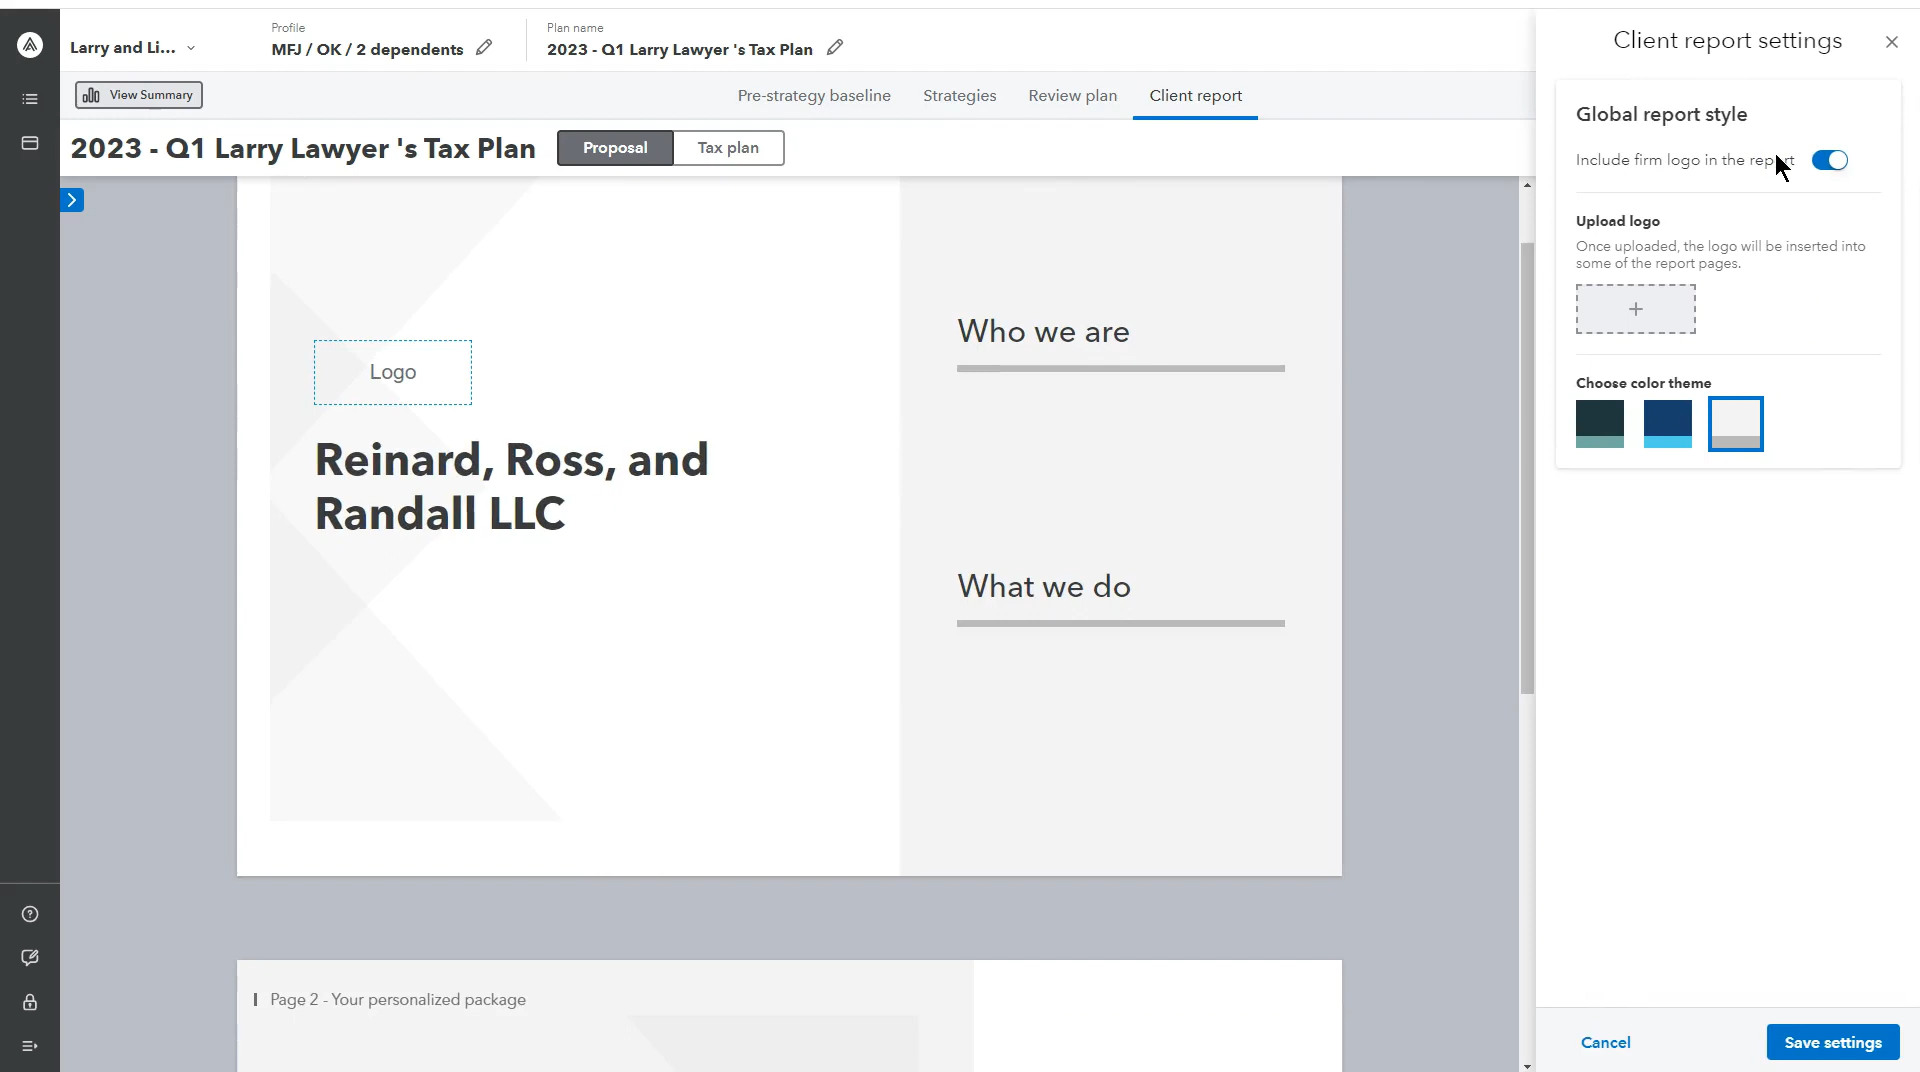 Larry and Li...
Profile
MFJ / OK / 2 dependents
Plan name
2023 - Q1 Larry Lawyer 's Tax Plan
Client report settings
View Summary
Pre-strategy baseline
Strategies
Review plan
Client report
2023 - Q1 Larry Lawyer 's Tax Plan
Proposal
Tax plan
Global report style
Include firm logo in the report
Upload logo
Once uploaded, the logo will be inserted into
some of the report pages.
Choose color theme
Logo
Reinard, Ross, and
Randall LLC
Who we are
What we do
Page 2 - Your personalized package
Cancel
Save settings